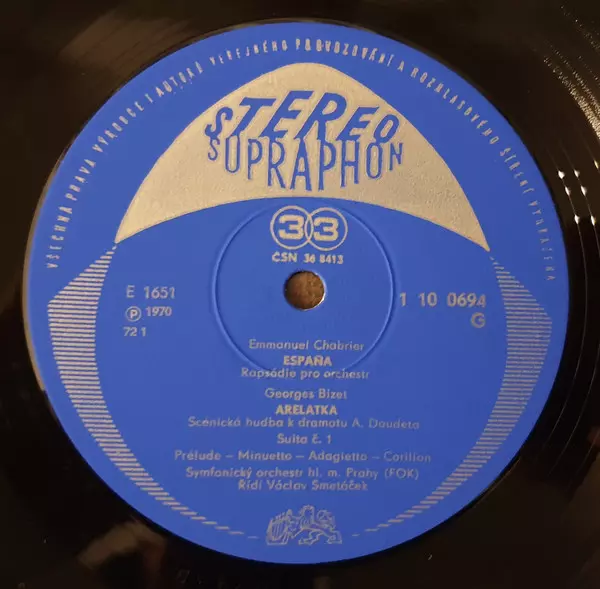 VŠECHNA PRÁVA VÝROBCE I AUTORŮ VEŘEJNÉHO PROVOZOVÁNÍ A ROZHLASOVÉHO ŠÍŘENÍ VYHRAŽENA
STEREO
SUPRAPHON
33
ČSN 36 8413
E 1651
1 10 0694
G
Ⓟ 1970
72 1
Emmanuel Chabrier
ESPAÑA
Rapsódie pro orchestr
Georges Bizet
ARELATKA
Scénická hudba k dramatu A. Daudeta
Suita č. 1
Prélude – Minuetto – Adagietto – Carillon
Symfonický orchestr hl. m. Prahy (FOK)
Řídí Václav Smetáček